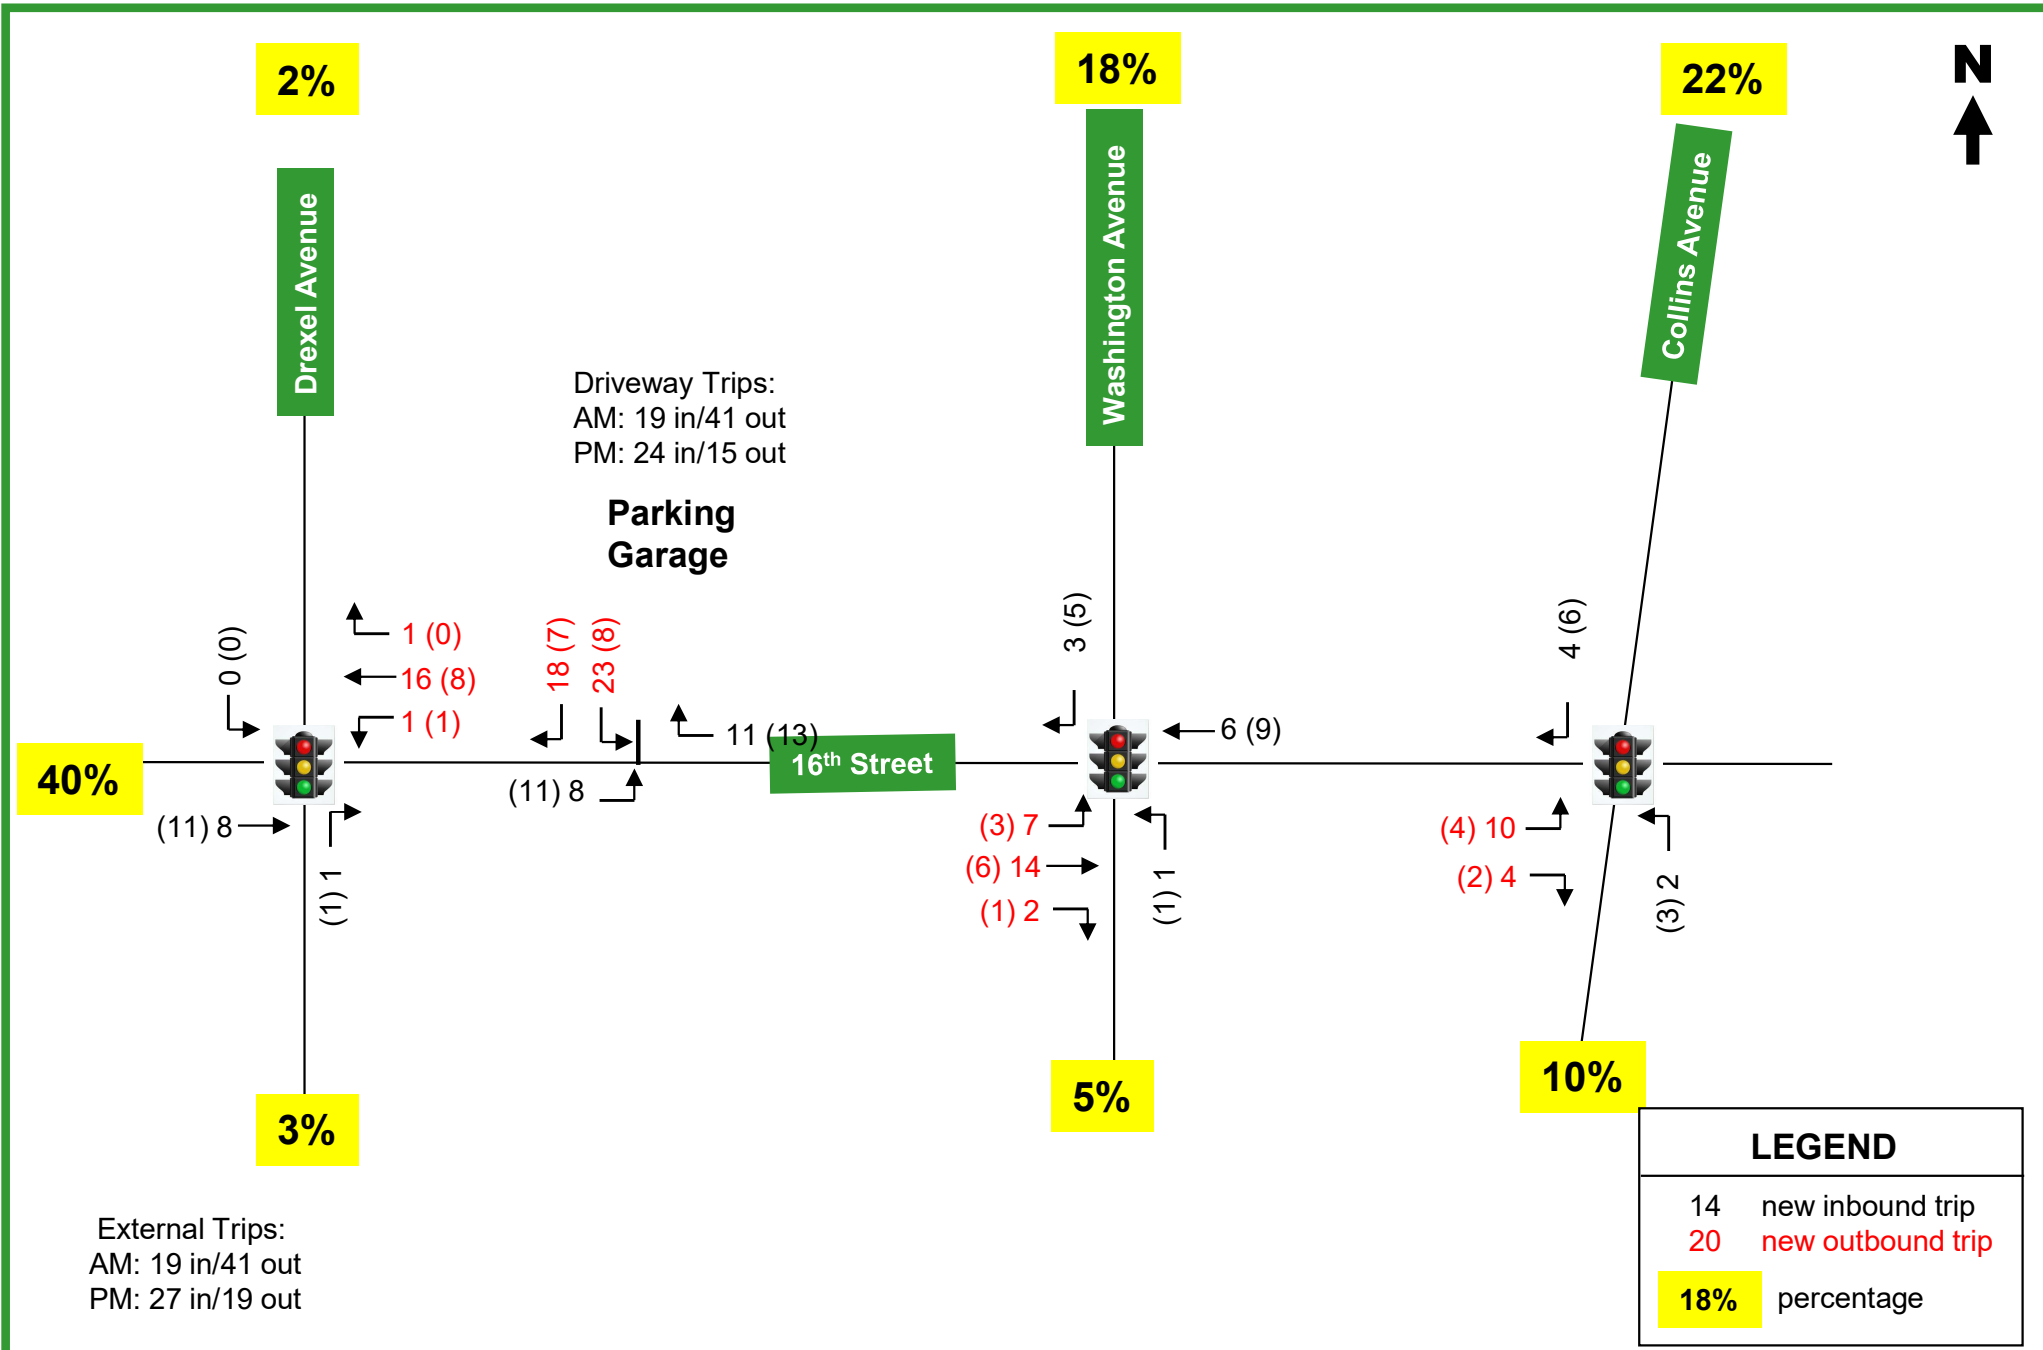 2%
18%
22%
N
Drexel Avenue
Washington Avenue
Collins Avenue
Driveway Trips:
AM: 19 in/41 out
PM: 24 in/15 out
Parking
Garage
0 (0)
1 (0)
16 (8)
1 (1)
18 (7)
23 (8)
11 (13)
3 (5)
6 (9)
4 (6)
40%
16th Street
(11) 8
(11) 8
(1) 1
(3) 7
(6) 14
(1) 2
(1) 1
(4) 10
(2) 4
(3) 2
3%
5%
10%
External Trips:
AM: 19 in/41 out
PM: 27 in/19 out
LEGEND
14 new inbound trip
20 new outbound trip
18% percentage